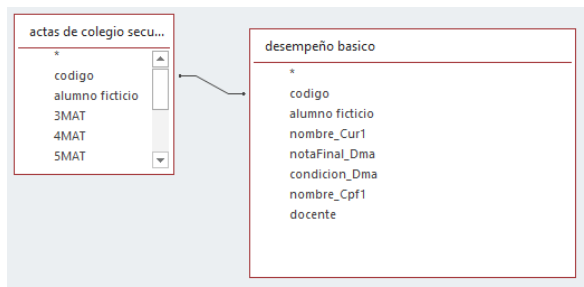 actas de colegio secu...
*
codigo
alumno ficticio
3MAT
4MAT
5MAT
desempeño basico
*
codigo
alumno ficticio
nombre_Cur1
notaFinal_Dma
condicion_Dma
nombre_Cpf1
docente